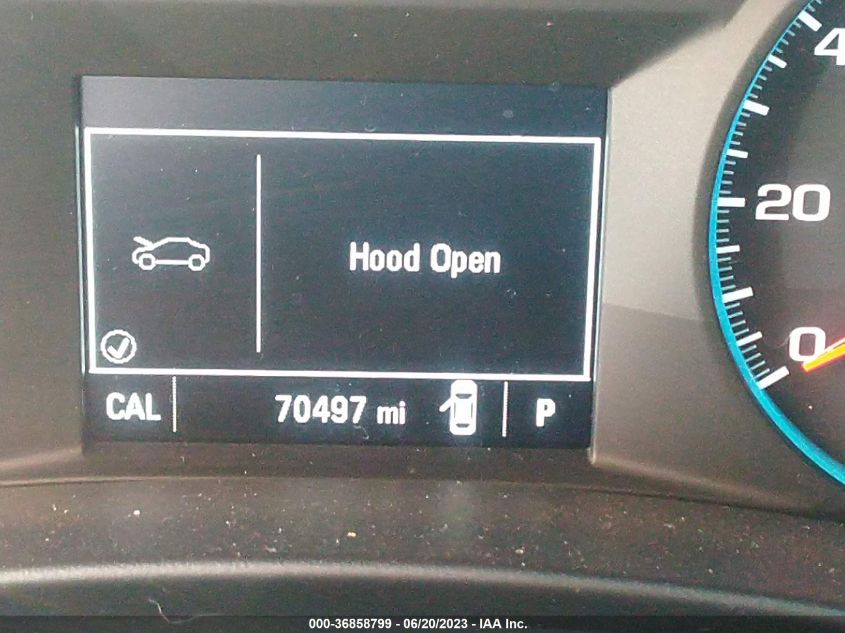 4
20
Hood Open
0
CAL 70497 mi P
000-36858799 - 06/20/2023 - IAA Inc.